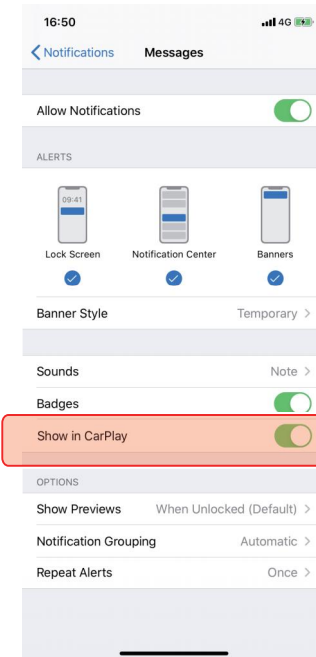 16:50 4G
Notifications Messages
Allow Notifications
ALERTS
09:41
Lock Screen Notification Center Banners
Banner Style Temporary
Sounds Note
Badges
Show in CarPlay
OPTIONS
Show Previews When Unlocked (Default)
Notification Grouping Automatic
Repeat Alerts Once